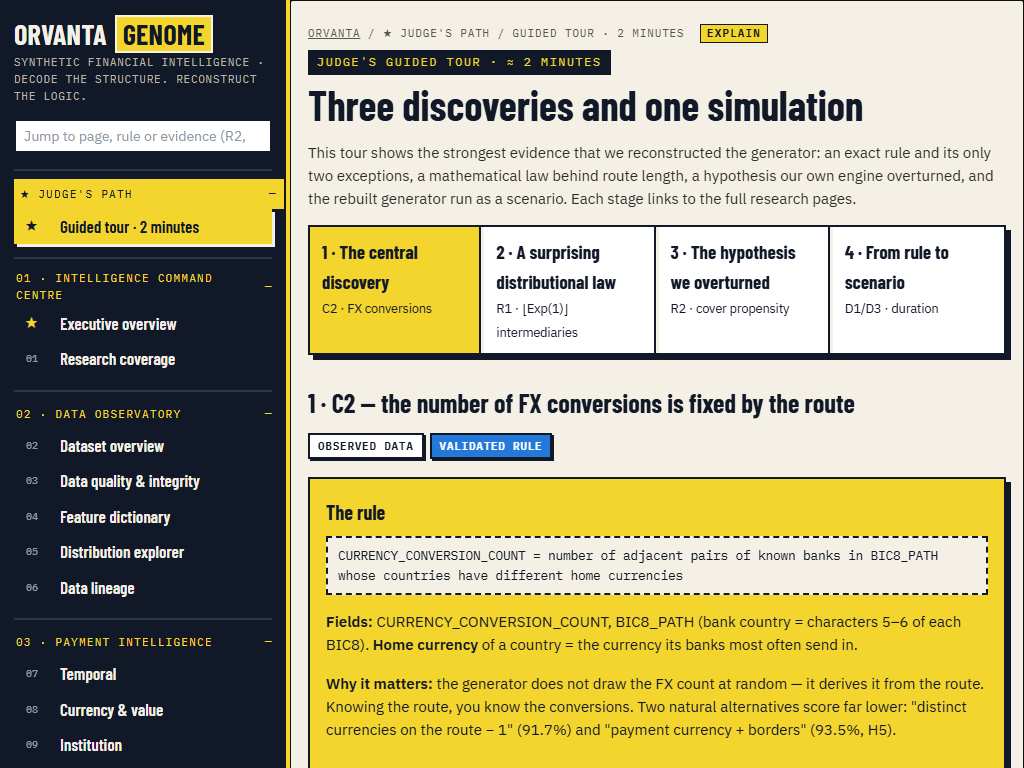 ORVANTA GENOME
SYNTHETIC FINANCIAL INTELLIGENCE ·
DECODE THE STRUCTURE. RECONSTRUCT
THE LOGIC.
Jump to page, rule or evidence (R2,
★ JUDGE'S PATH –
★ Guided tour · 2 minutes
01 · INTELLIGENCE COMMAND
CENTRE –
★ Executive overview
01 Research coverage
02 · DATA OBSERVATORY –
02 Dataset overview
03 Data quality & integrity
04 Feature dictionary
05 Distribution explorer
06 Data lineage
03 · PAYMENT INTELLIGENCE –
07 Temporal
08 Currency & value
09 Institution
ORVANTA / ★ JUDGE'S PATH / GUIDED TOUR · 2 MINUTES EXPLAIN
JUDGE'S GUIDED TOUR · ≈ 2 MINUTES
Three discoveries and one simulation
This tour shows the strongest evidence that we reconstructed the generator: an exact rule and its only
two exceptions, a mathematical law behind route length, a hypothesis our own engine overturned, and
the rebuilt generator run as a scenario. Each stage links to the full research pages.
1 · The central
discovery
C2 · FX conversions
2 · A surprising
distributional law
R1 · ⌊Exp(1)⌋
intermediaries
3 · The hypothesis
we overturned
R2 · cover propensity
4 · From rule to
scenario
D1/D3 · duration
1 · C2 — the number of FX conversions is fixed by the route
OBSERVED DATA VALIDATED RULE
The rule
CURRENCY_CONVERSION_COUNT = number of adjacent pairs of known banks in BIC8_PATH
whose countries have different home currencies
Fields: CURRENCY_CONVERSION_COUNT, BIC8_PATH (bank country = characters 5–6 of each
BIC8). Home currency of a country = the currency its banks most often send in.
Why it matters: the generator does not draw the FX count at random — it derives it from the route.
Knowing the route, you know the conversions. Two natural alternatives score far lower: "distinct
currencies on the route − 1" (91.7%) and "payment currency + borders" (93.5%, H5).